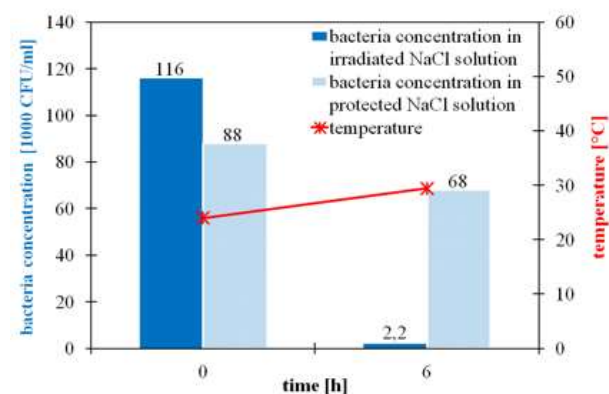 140
120
100
80
60
40
20
0
bacteria concentration [1000 CFU/ml]
116
88
2,2
68
bacteria concentration in
irradiated NaCl solution
bacteria concentration in
protected NaCl solution
temperature
60
50
40
30
20
10
0
temperature [°C]
0
6
time [h]